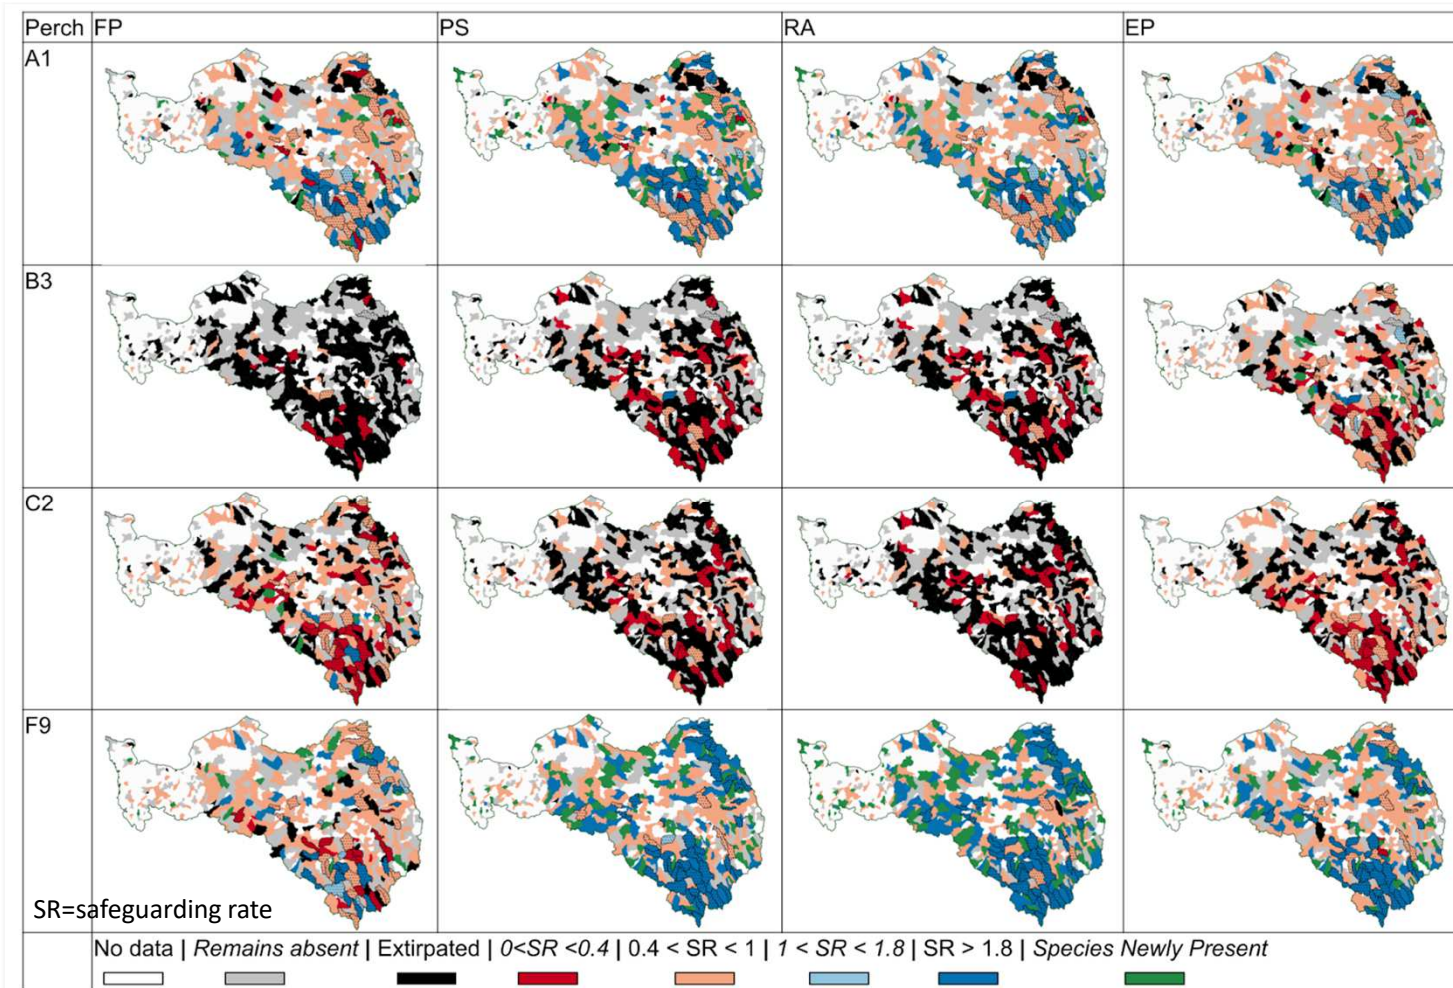 Perch FP PS RA EP
A1
B3
C2
F9
SR=safeguarding rate
No data | Remains absent | Extirpated | 0<SR <0.4 | 0.4 < SR < 1 | 1 < SR < 1.8 | SR > 1.8 | Species Newly Present